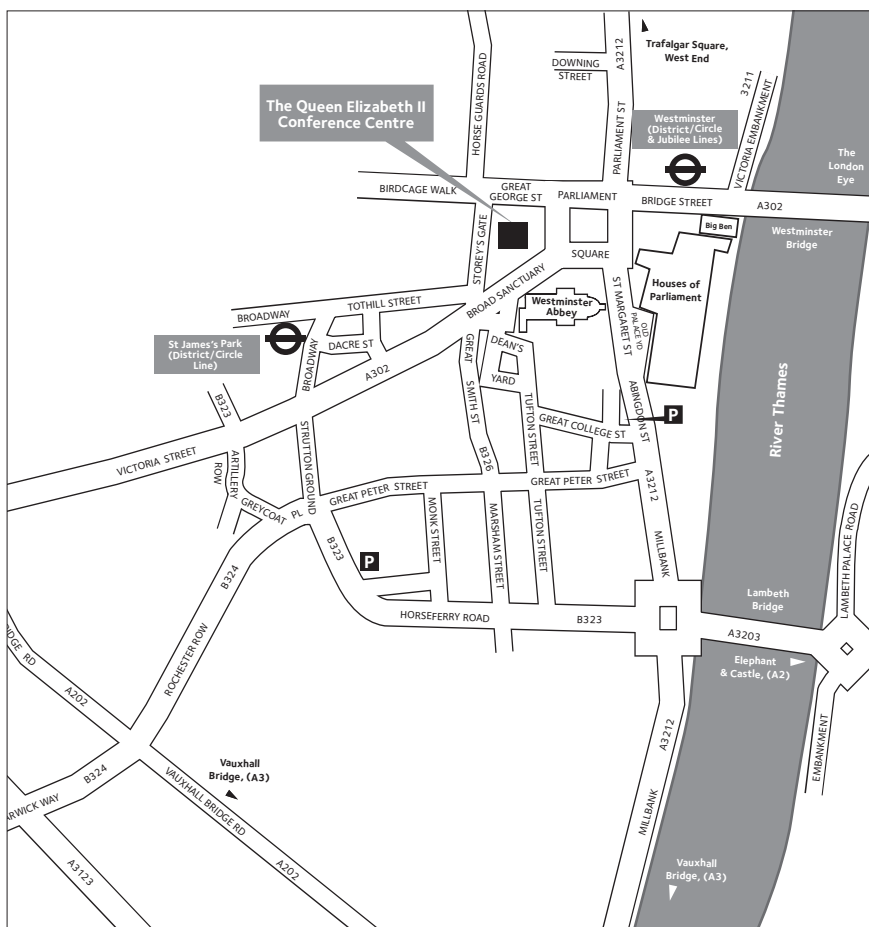 Trafalgar Square,
West End
A3212
DOWNING
STREET
HORSE GUARDS ROAD
The Queen Elizabeth II
Conference Centre
3211
VICTORIA EMBANKMENT
Westminster
(District/Circle
& Jubilee Lines)
PARLIAMENT ST
The
London
Eye
BIRDCAGE WALK
GREAT
GEORGE ST
PARLIAMENT
BRIDGE STREET
A302
Big Ben
Westminster
Bridge
STOREY'S GATE
SQUARE
BROAD SANCTUARY
Houses of
Parliament
Westminster
Abbey
ST MARGARET ST
OLD
PALACE YD
TOTHILL STREET
BROADWAY
St James's Park
(District/Circle
Line)
DACRE ST
BROADWAY
DEAN'S
YARD
GREAT
SMITH ST
A302
B323
ABINGDON ST
P
TUFTON STREET
GREAT COLLEGE ST
River Thames
STRUTTON GROUND
VICTORIA STREET
ARTILLERY
ROW
B326
GREAT PETER STREET
GREAT PETER STREET
A3212
GREYCOAT PL
MONK STREET
MARSHAM STREET
TUFTON STREET
LAMBETH PALACE ROAD
B323
P
MILLBANK
B324
Lambeth
Bridge
HORSEFERRY ROAD
B323
A3203
ROCHESTER ROW
Elephant
& Castle, (A2)
IDGE RD
A202
A3212
EMBANKMENT
Vauxhall
Bridge, (A3)
B324
VAUXHALL BRIDGE RD
ARWICK WAY
MILLBANK
A3123
A202
Vauxhall
Bridge, (A3)